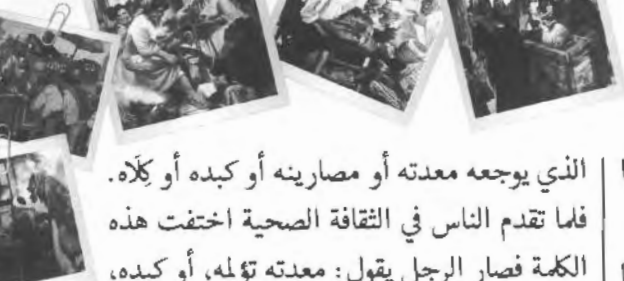 الذي يوجعه معدته أو مصارينه أو كبده أو كِلَاه.
فلما تقدم الناس في الثقافة الصحية اختفت هذه
الكلمة فصار الرجل يقول: معدته تؤلمه، أو كبده،